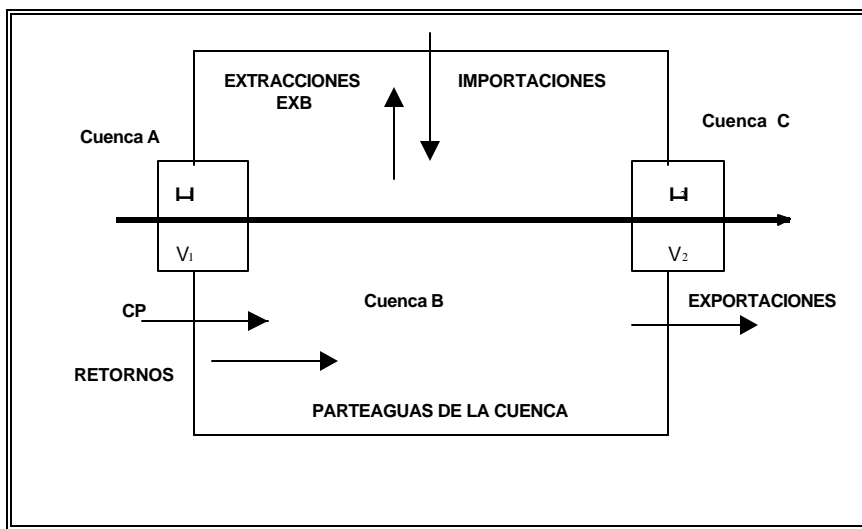 EXTRACCIONES
EXB
IMPORTACIONES
Cuenca A
Cuenca C
V1
V2
CP
Cuenca B
EXPORTACIONES
RETORNOS
PARTEAGUAS DE LA CUENCA